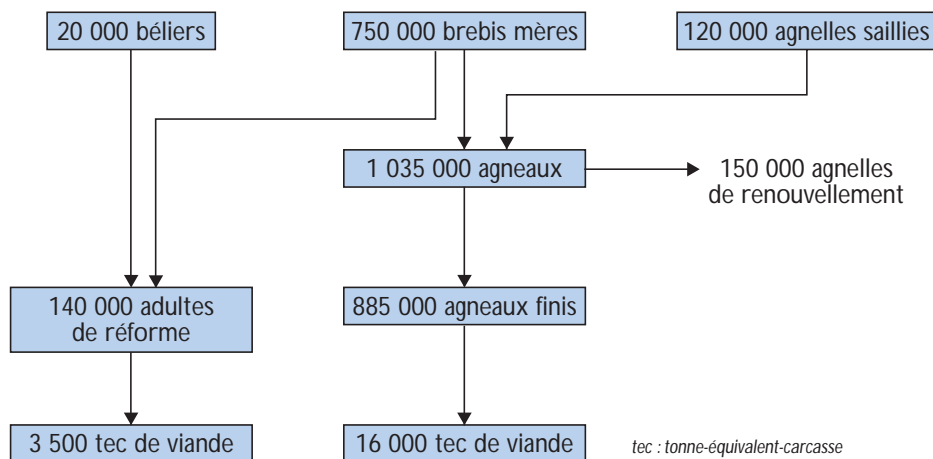 20 000 béliers
750 000 brebis mères
120 000 agnelles saillies
1 035 000 agneaux
150 000 agnelles
de renouvellement
140 000 adultes
de réforme
885 000 agneaux finis
3 500 tec de viande
16 000 tec de viande
tec : tonne-équivalent-carcasse